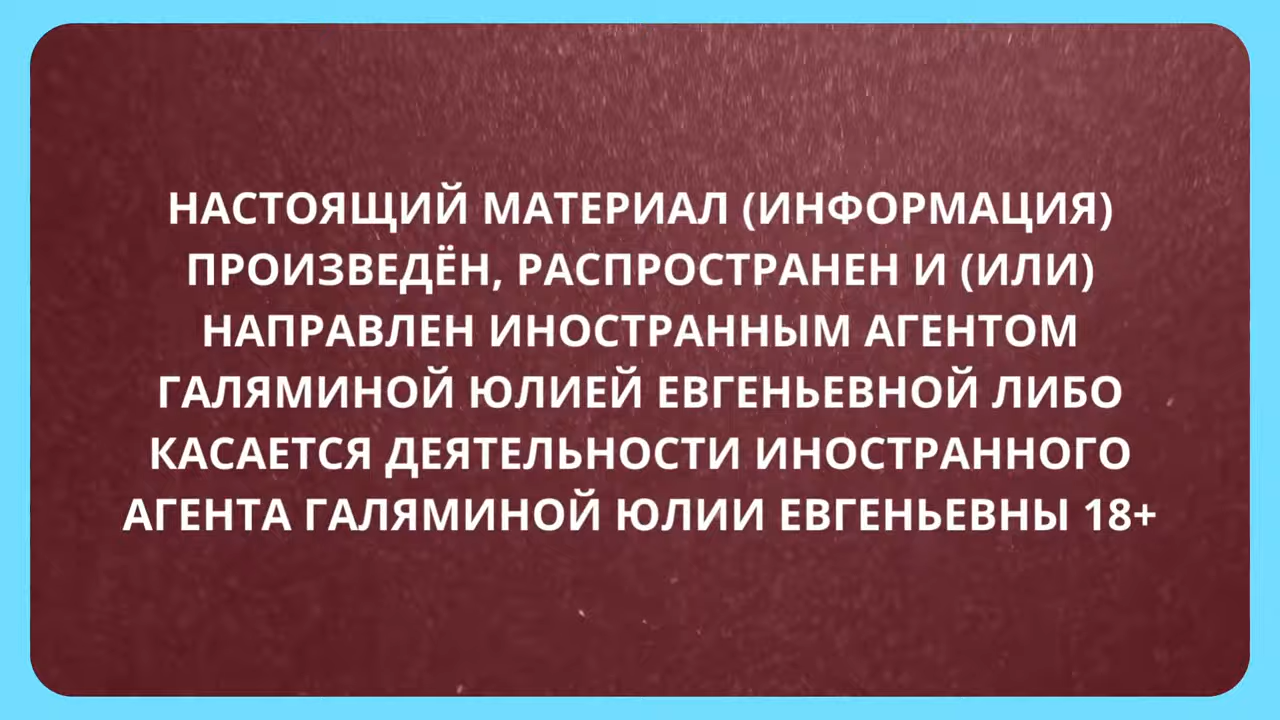 НАСТОЯЩИЙ МАТЕРИАЛ (ИНФОРМАЦИЯ)
ПРОИЗВЕДЁН, РАСПРОСТРАНЕН И (ИЛИ)
НАПРАВЛЕН ИНОСТРАННЫМ АГЕНТОМ
ГАЛЯМИНОЙ ЮЛИЕЙ ЕВГЕНЬЕВНОЙ ЛИБО
КАСАЕТСЯ ДЕЯТЕЛЬНОСТИ ИНОСТРАННОГО
АГЕНТА ГАЛЯМИНОЙ ЮЛИИ ЕВГЕНЬЕВНЫ 18+